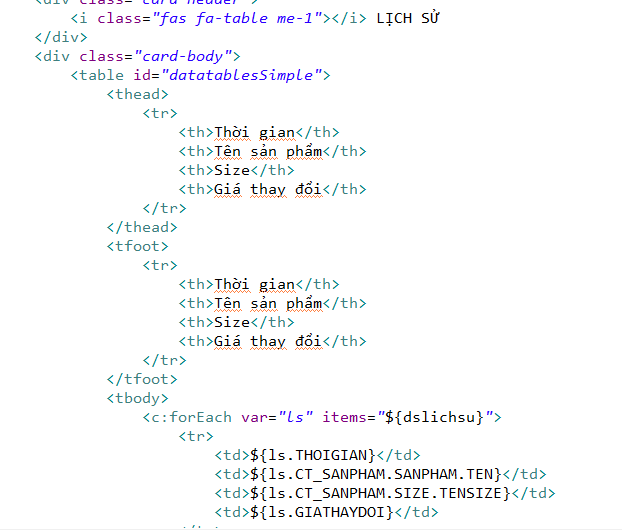 <div class="card-header">
<i class="fas fa-table me-1"></i> LỊCH SỬ
</div>
<div class="card-body">
<table id="datatablesSimple">
<thead>
<tr>
<th>Thời gian</th>
<th>Tên sản phẩm</th>
<th>Size</th>
<th>Giá thay đổi</th>
</tr>
</thead>
<tfoot>
<tr>
<th>Thời gian</th>
<th>Tên sản phẩm</th>
<th>Size</th>
<th>Giá thay đổi</th>
</tr>
</tfoot>
<tbody>
<c:forEach var="ls" items="${dslichsu}">
<tr>
<td>${ls.THOIGIAN}</td>
<td>${ls.CT_SANPHAM.SANPHAM.TEN}</td>
<td>${ls.CT_SANPHAM.SIZE.TENSIZE}</td>
<td>${ls.GIATHAYDOI}</td>